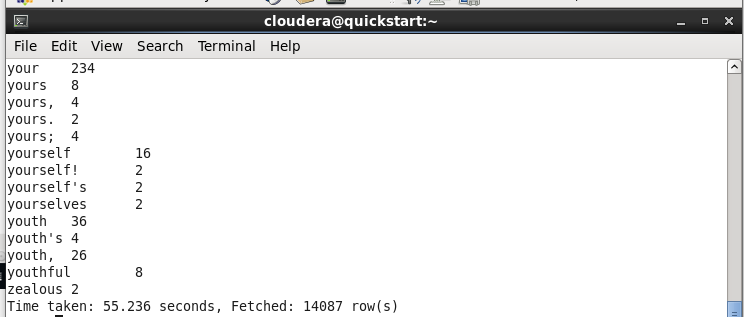 cloudera@quickstart:~
File Edit View Search Terminal Help
your 234
yours 8
yours, 4
yours. 2
yours; 4
yourself 16
yourself! 2
yourself's 2
yourselves 2
youth 36
youth's 4
youth, 26
youthful 8
zealous 2
Time taken: 55.236 seconds, Fetched: 14087 row(s)